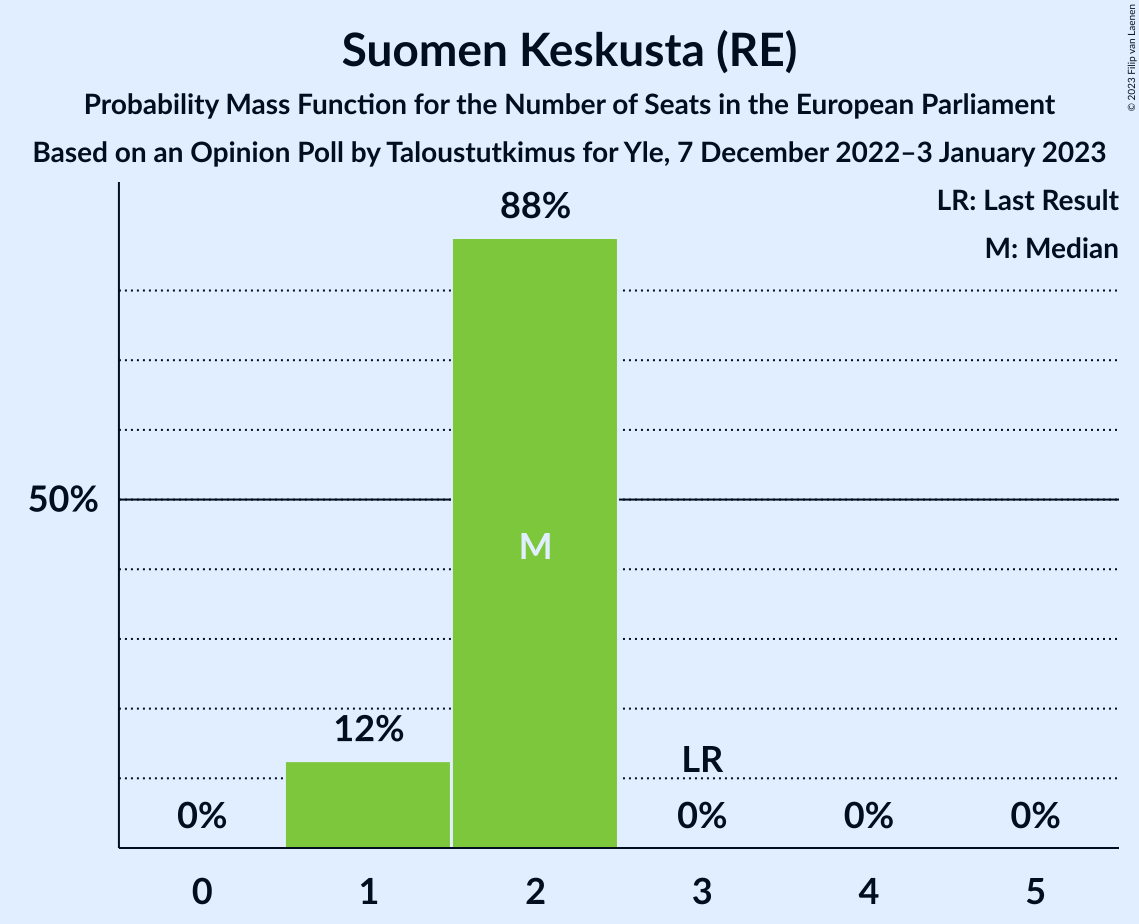 Suomen Keskusta (RE)
Probability Mass Function for the Number of Seats in the European Parliament
Based on an Opinion Poll by Taloustutkimus for Yle, 7 December 2022–3 January 2023
© 2023 Filip van Laenen
LR: Last Result
M: Median
88%
50%
M
12%
LR
0%
0%
0%
0%
0
1
2
3
4
5